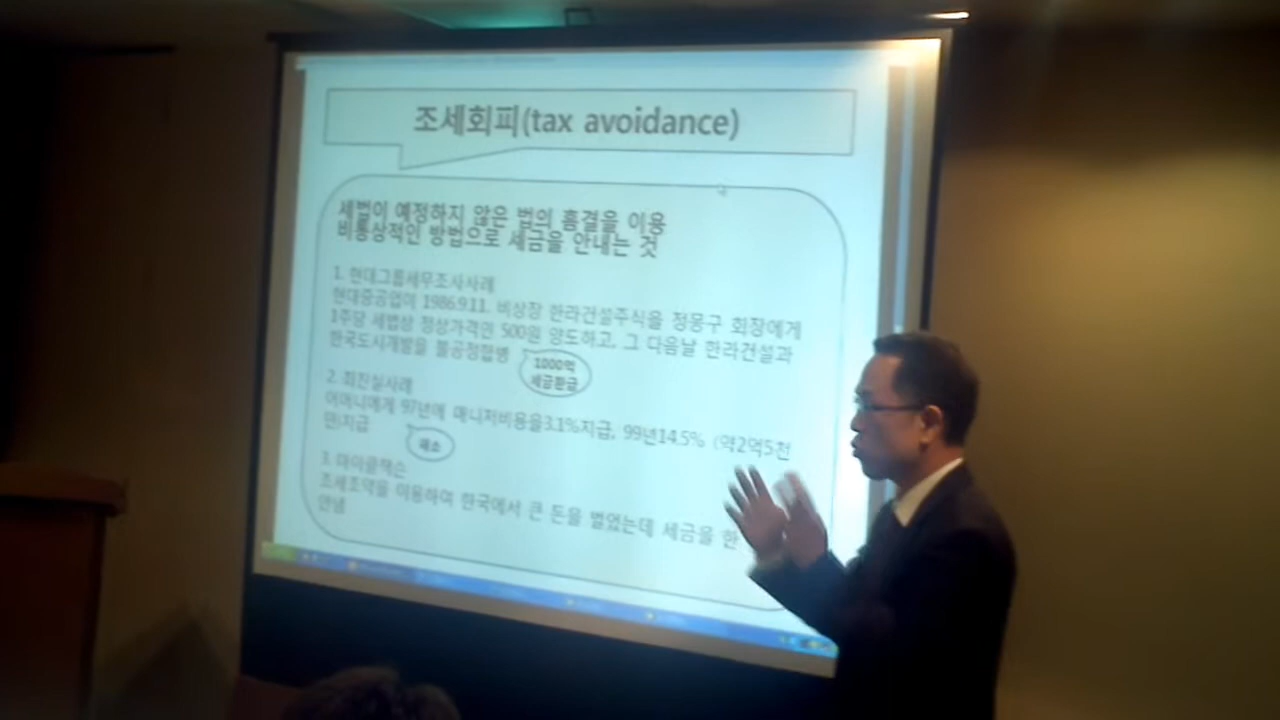 조세회피(tax avoidance)
세법이 예정하지 않은 법의 흠결을 이용
비통상적인 방법으로 세금을 안내는 것
1. 현대그룹세무조사사례
현대중공업이 1986.9.11. 비상장 한라건설주식을 정몽구 회장에게
1주당 세법상 정상가격인 500원 양도하고, 그 다음날 한라건설과
한국도시개발을 불공정합병
1000억
세금환급
2. 최진실사례
어머니에게 97년에 매니저비용을3.1%지급, 99년14.5% (약2억5천
만)지급
패소
3. 마이클잭슨
조세조약을 이용하여 한국에서 큰 돈을 벌었는데 세금을 한
안냄